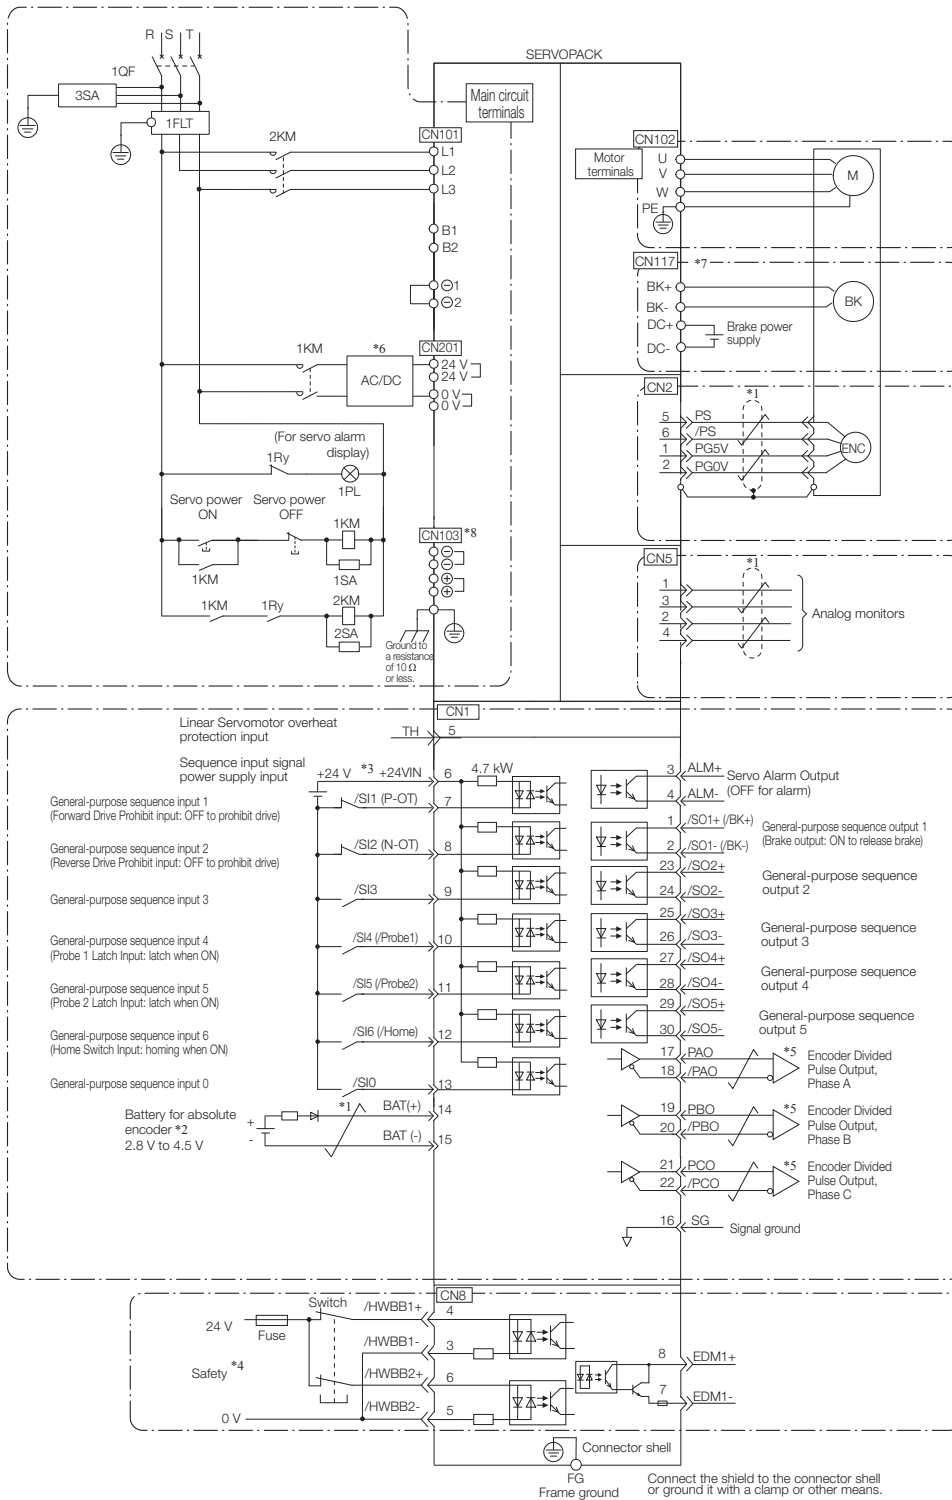 SERVOPACK
R S T
1QF
3SA
1FLT
Main circuit
terminals
2KM
CN101
L1
L2
L3
B1
B2
⊖1
⊖2
1KM
*6
AC/DC
CN201
24 V
24 V
0 V
0 V
(For servo alarm
display)
1Ry
1PL
Servo power
ON
Servo power
OFF
1KM
1KM
1SA
1KM
1Ry
2KM
2SA
CN103 *8
⊖
⊖
⊕
⊕
Ground to
a resistance
of 10 Ω
or less.
CN102
Motor
terminals
U
V
W
PE
M
CN117 *7
BK+
BK-
BK
DC+
DC-
Brake power
supply
CN2
*1
5 PS
6 /PS
1 PG5V
2 PG0V
ENC
CN5
*1
1
3
2
4
Analog monitors
CN1
Linear Servomotor overheat
protection input
TH 5
Sequence input signal
power supply input
+24 V *3 +24VIN 6 4.7 kW
General-purpose sequence input 1
(Forward Drive Prohibit input: OFF to prohibit drive)
/SI1 (P-OT) 7
General-purpose sequence input 2
(Reverse Drive Prohibit input: OFF to prohibit drive)
/SI2 (N-OT) 8
General-purpose sequence input 3
/SI3 9
General-purpose sequence input 4
(Probe 1 Latch Input: latch when ON)
/SI4 (/Probe1) 10
General-purpose sequence input 5
(Probe 2 Latch Input: latch when ON)
/SI5 (/Probe2) 11
General-purpose sequence input 6
(Home Switch Input: homing when ON)
/SI6 (/Home) 12
General-purpose sequence input 0
/SI0 13
Battery for absolute
encoder *2
2.8 V to 4.5 V
+
-
*1
BAT(+) 14
BAT (-) 15
3 ALM+
4 ALM-
Servo Alarm Output
(OFF for alarm)
1 /SO1+ (/BK+)
2 /SO1- (/BK-)
General-purpose sequence output 1
(Brake output: ON to release brake)
23 /SO2+
24 /SO2-
General-purpose sequence
output 2
25 /SO3+
26 /SO3-
General-purpose sequence
output 3
27 /SO4+
28 /SO4-
General-purpose sequence
output 4
29 /SO5+
30 /SO5-
General-purpose sequence
output 5
17 PAO
18 /PAO
*5 Encoder Divided
Pulse Output,
Phase A
19 PBO
20 /PBO
*5 Encoder Divided
Pulse Output,
Phase B
21 PCO
22 /PCO
*5 Encoder Divided
Pulse Output,
Phase C
16 SG
Signal ground
CN8
Switch
24 V
Fuse
Safety *4
0 V
/HWBB1+ 4
/HWBB1- 3
/HWBB2+ 6
/HWBB2- 5
8 EDM1+
7 EDM1-
Connector shell
FG
Frame ground
Connect the shield to the connector shell
or ground it with a clamp or other means.